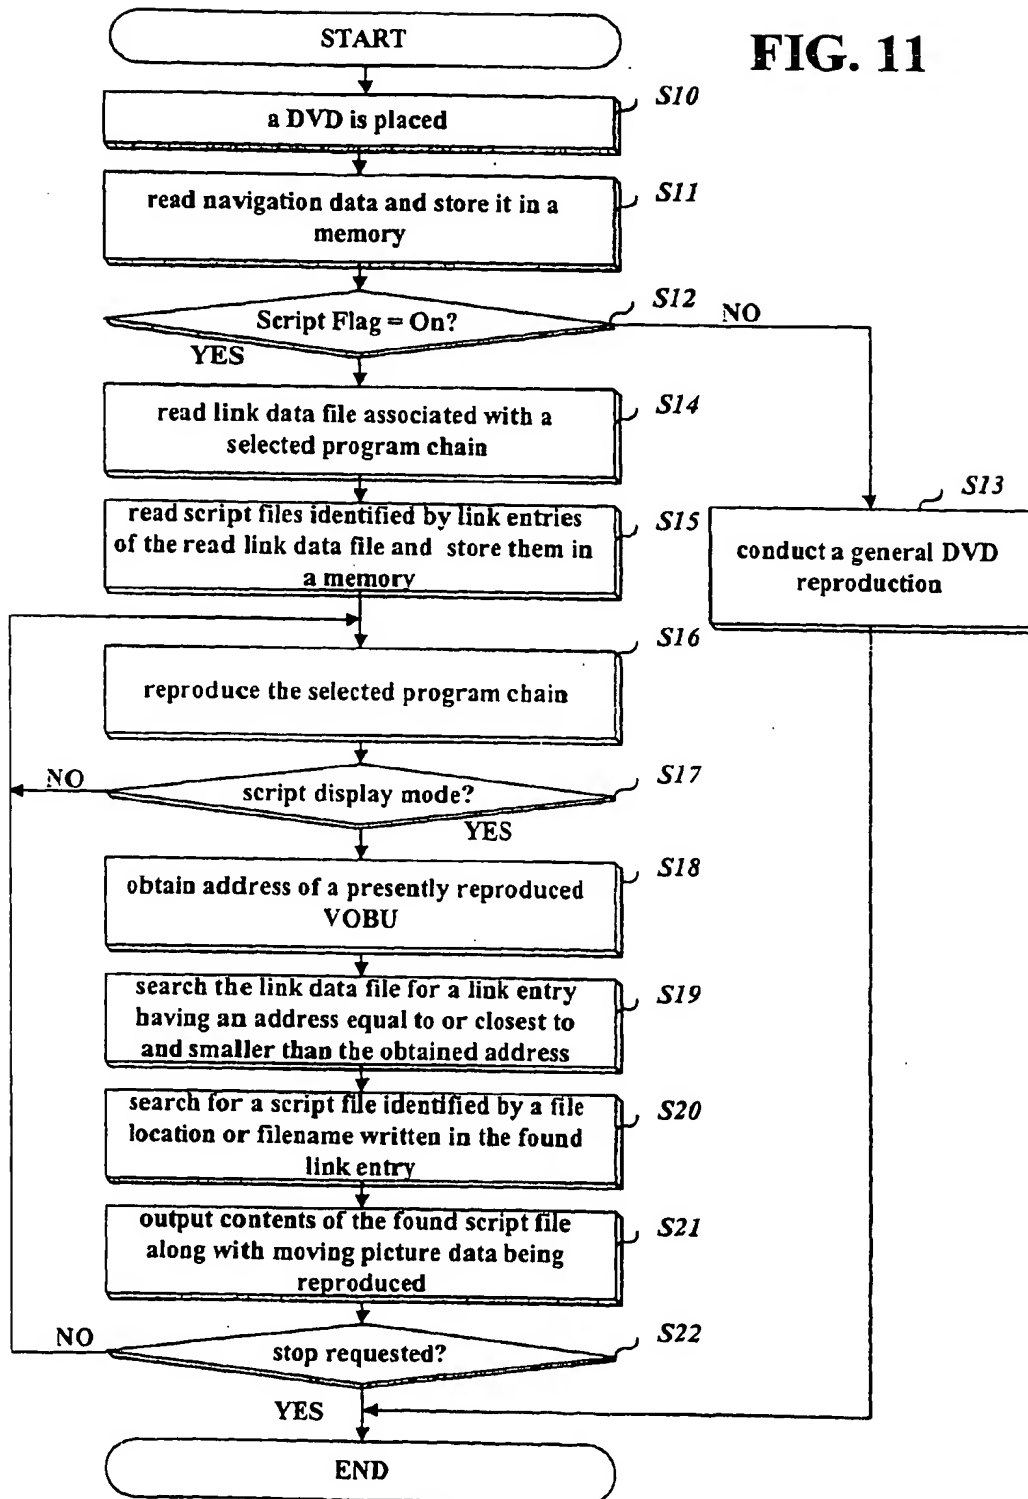 FIG. 11
START
S10
a DVD is placed
S11
read navigation data and store it in a
memory
S12
Script Flag = On?
NO
YES
S14
read link data file associated with a
selected program chain
S13
conduct a general DVD
reproduction
S15
read script files identified by link entries
of the read link data file and store them in
a memory
S16
reproduce the selected program chain
S17
NO
script display mode?
YES
S18
obtain address of a presently reproduced
VOBU
S19
search the link data file for a link entry
having an address equal to or closest to
and smaller than the obtained address
S20
search for a script file identified by a file
location or filename written in the found
link entry
S21
output contents of the found script file
along with moving picture data being
reproduced
S22
NO
stop requested?
YES
END